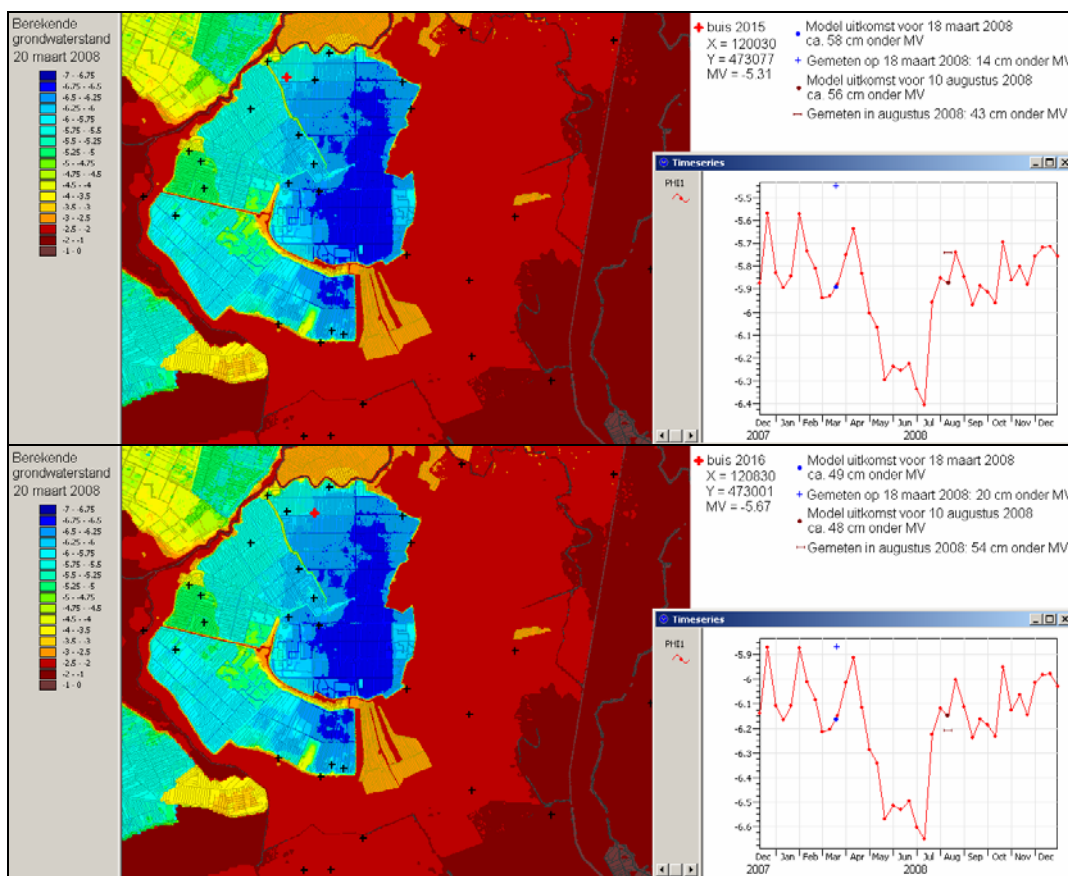 Berekende
grondwaterstand
20 maart 2008
-7 - -6.75
-6.75 - -6.5
-6.5 - -6.25
-6.25 - -6
-6 - -5.75
-5.75 - -5.5
-5.5 - -5.25
-5.25 - -5
-5 - -4.75
-4.75 - -4.5
-4.5 - -4
-4 - -3.5
-3.5 - -3
-3 - -2.5
-2.5 - -2
-2 - -1
-1 - 0
buis 2015
X = 120030
Y = 473077
MV = -5.31
Model uitkomst voor 18 maart 2008
ca. 58 cm onder MV
Gemeten op 18 maart 2008: 14 cm onder MV
Model uitkomst voor 10 augustus 2008
ca. 56 cm onder MV
Gemeten in augustus 2008: 43 cm onder MV
Timeseries
PHI1
-5.5
-5.6
-5.7
-5.8
-5.9
-6
-6.1
-6.2
-6.3
-6.4
Dec Jan Feb Mar Apr May Jun Jul Aug Sep Oct Nov Dec
2007 2008
Berekende
grondwaterstand
20 maart 2008
-7 - -6.75
-6.75 - -6.5
-6.5 - -6.25
-6.25 - -6
-6 - -5.75
-5.75 - -5.5
-5.5 - -5.25
-5.25 - -5
-5 - -4.75
-4.75 - -4.5
-4.5 - -4
-4 - -3.5
-3.5 - -3
-3 - -2.5
-2.5 - -2
-2 - -1
-1 - 0
buis 2016
X = 120830
Y = 473001
MV = -5.67
Model uitkomst voor 18 maart 2008
ca. 49 cm onder MV
Gemeten op 18 maart 2008: 20 cm onder MV
Model uitkomst voor 10 augustus 2008
ca. 48 cm onder MV
Gemeten in augustus 2008: 54 cm onder MV
Timeseries
PHI1
-5.9
-6
-6.1
-6.2
-6.3
-6.4
-6.5
-6.6
Dec Jan Feb Mar Apr May Jun Jul Aug Sep Oct Nov Dec
2007 2008